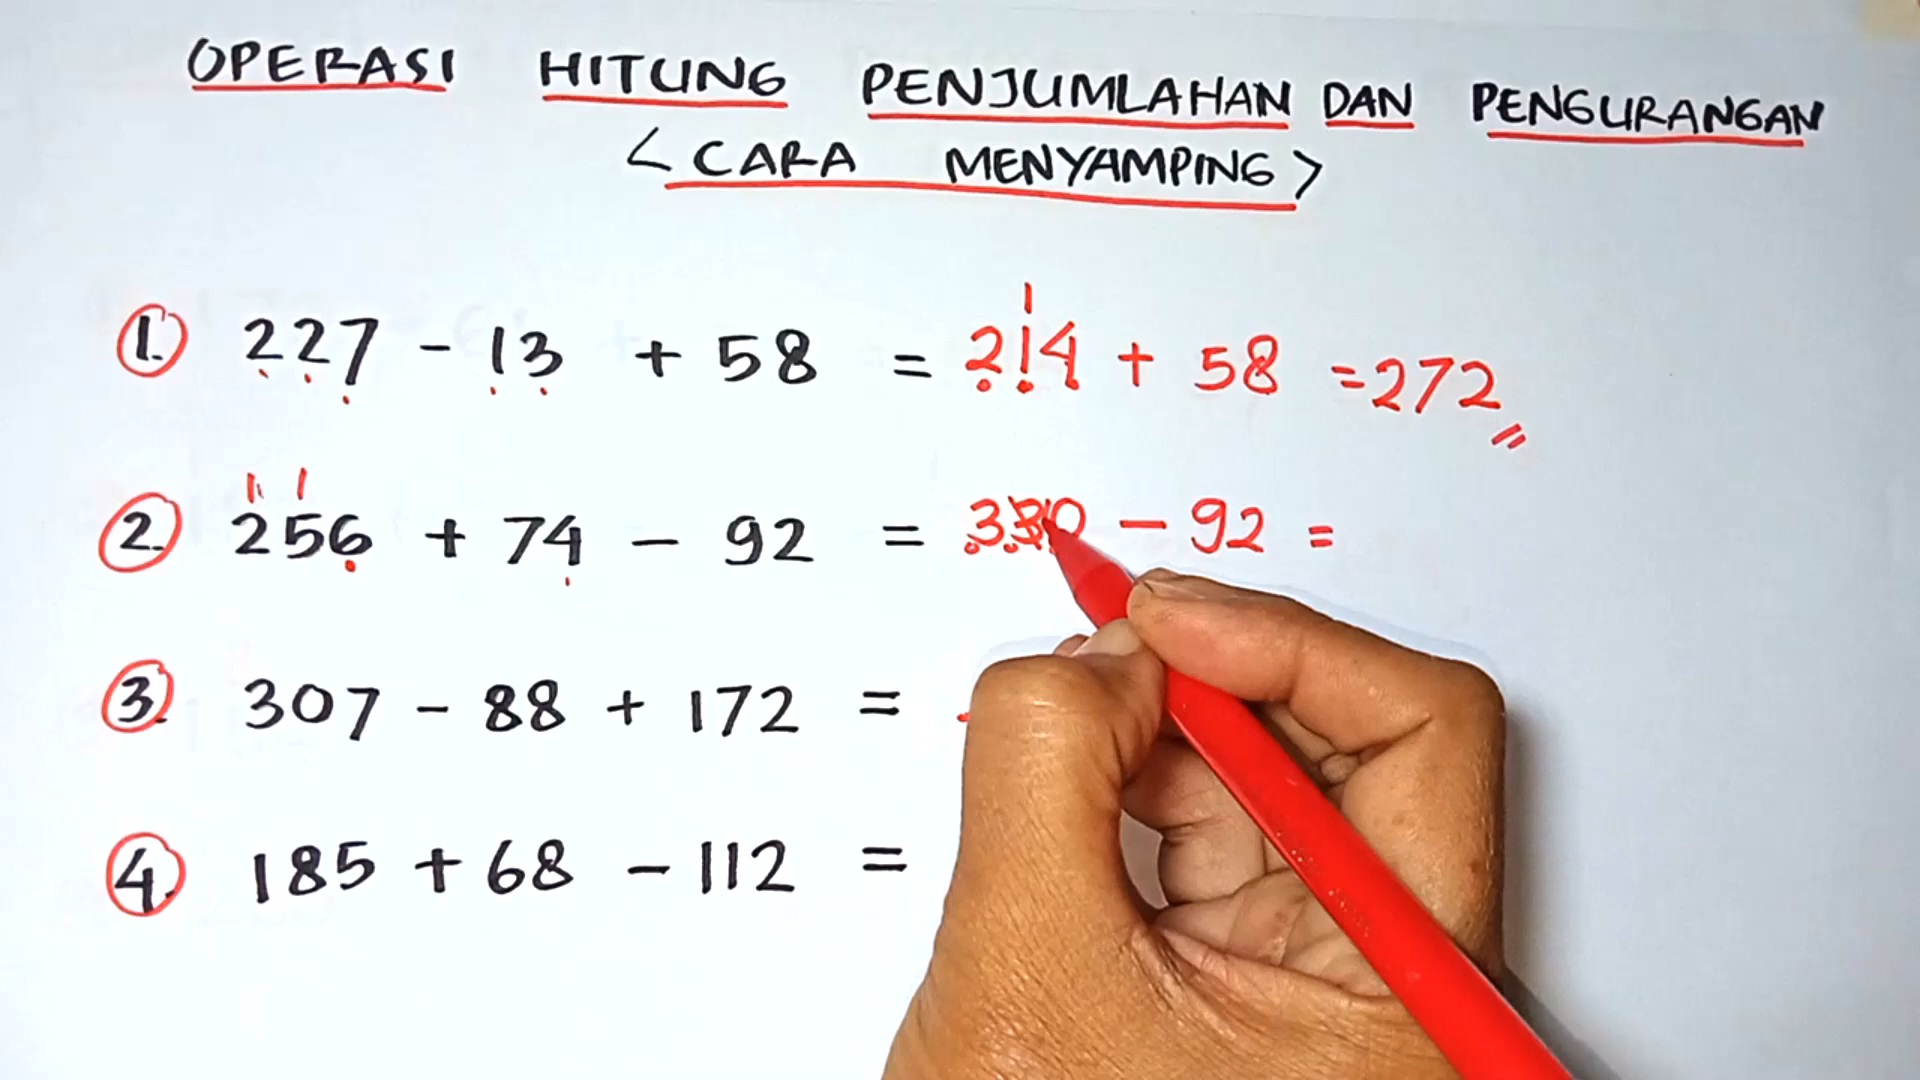 OPERASI HITUNG PENJUMLAHAN DAN PENGURANGAN
<CARA MENYAMPING>
1. 227 - 13 + 58 = 214 + 58 = 272
2. 256 + 74 - 92 = 330 - 92 =
3. 307 - 88 + 172 =
4. 185 + 68 - 112 =